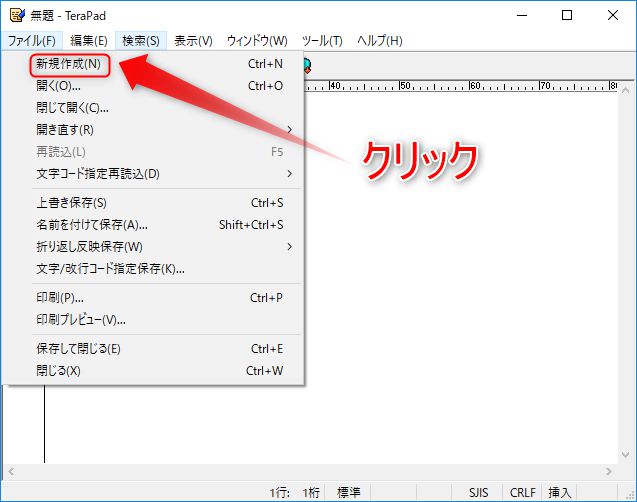 無題 - TeraPad
ファイル(F) 編集(E) 検索(S) 表示(V) ウィンドウ(W) ツール(T) ヘルプ(H)
新規作成(N) Ctrl+N
開く(O)... Ctrl+O
閉じて開く(C)...
開き直す(R)
再読込(L) F5
文字コード指定再読込(D)
上書き保存(S) Ctrl+S
名前を付けて保存(A)... Shift+Ctrl+S
折り返し反映保存(W)
文字/改行コード指定保存(K)...
印刷(P)... Ctrl+P
印刷プレビュー(V)...
保存して閉じる(E) Ctrl+E
閉じる(X) Ctrl+W
40 50 60 70 80
クリック
1行: 1桁 標準 SJIS CRLF 挿入